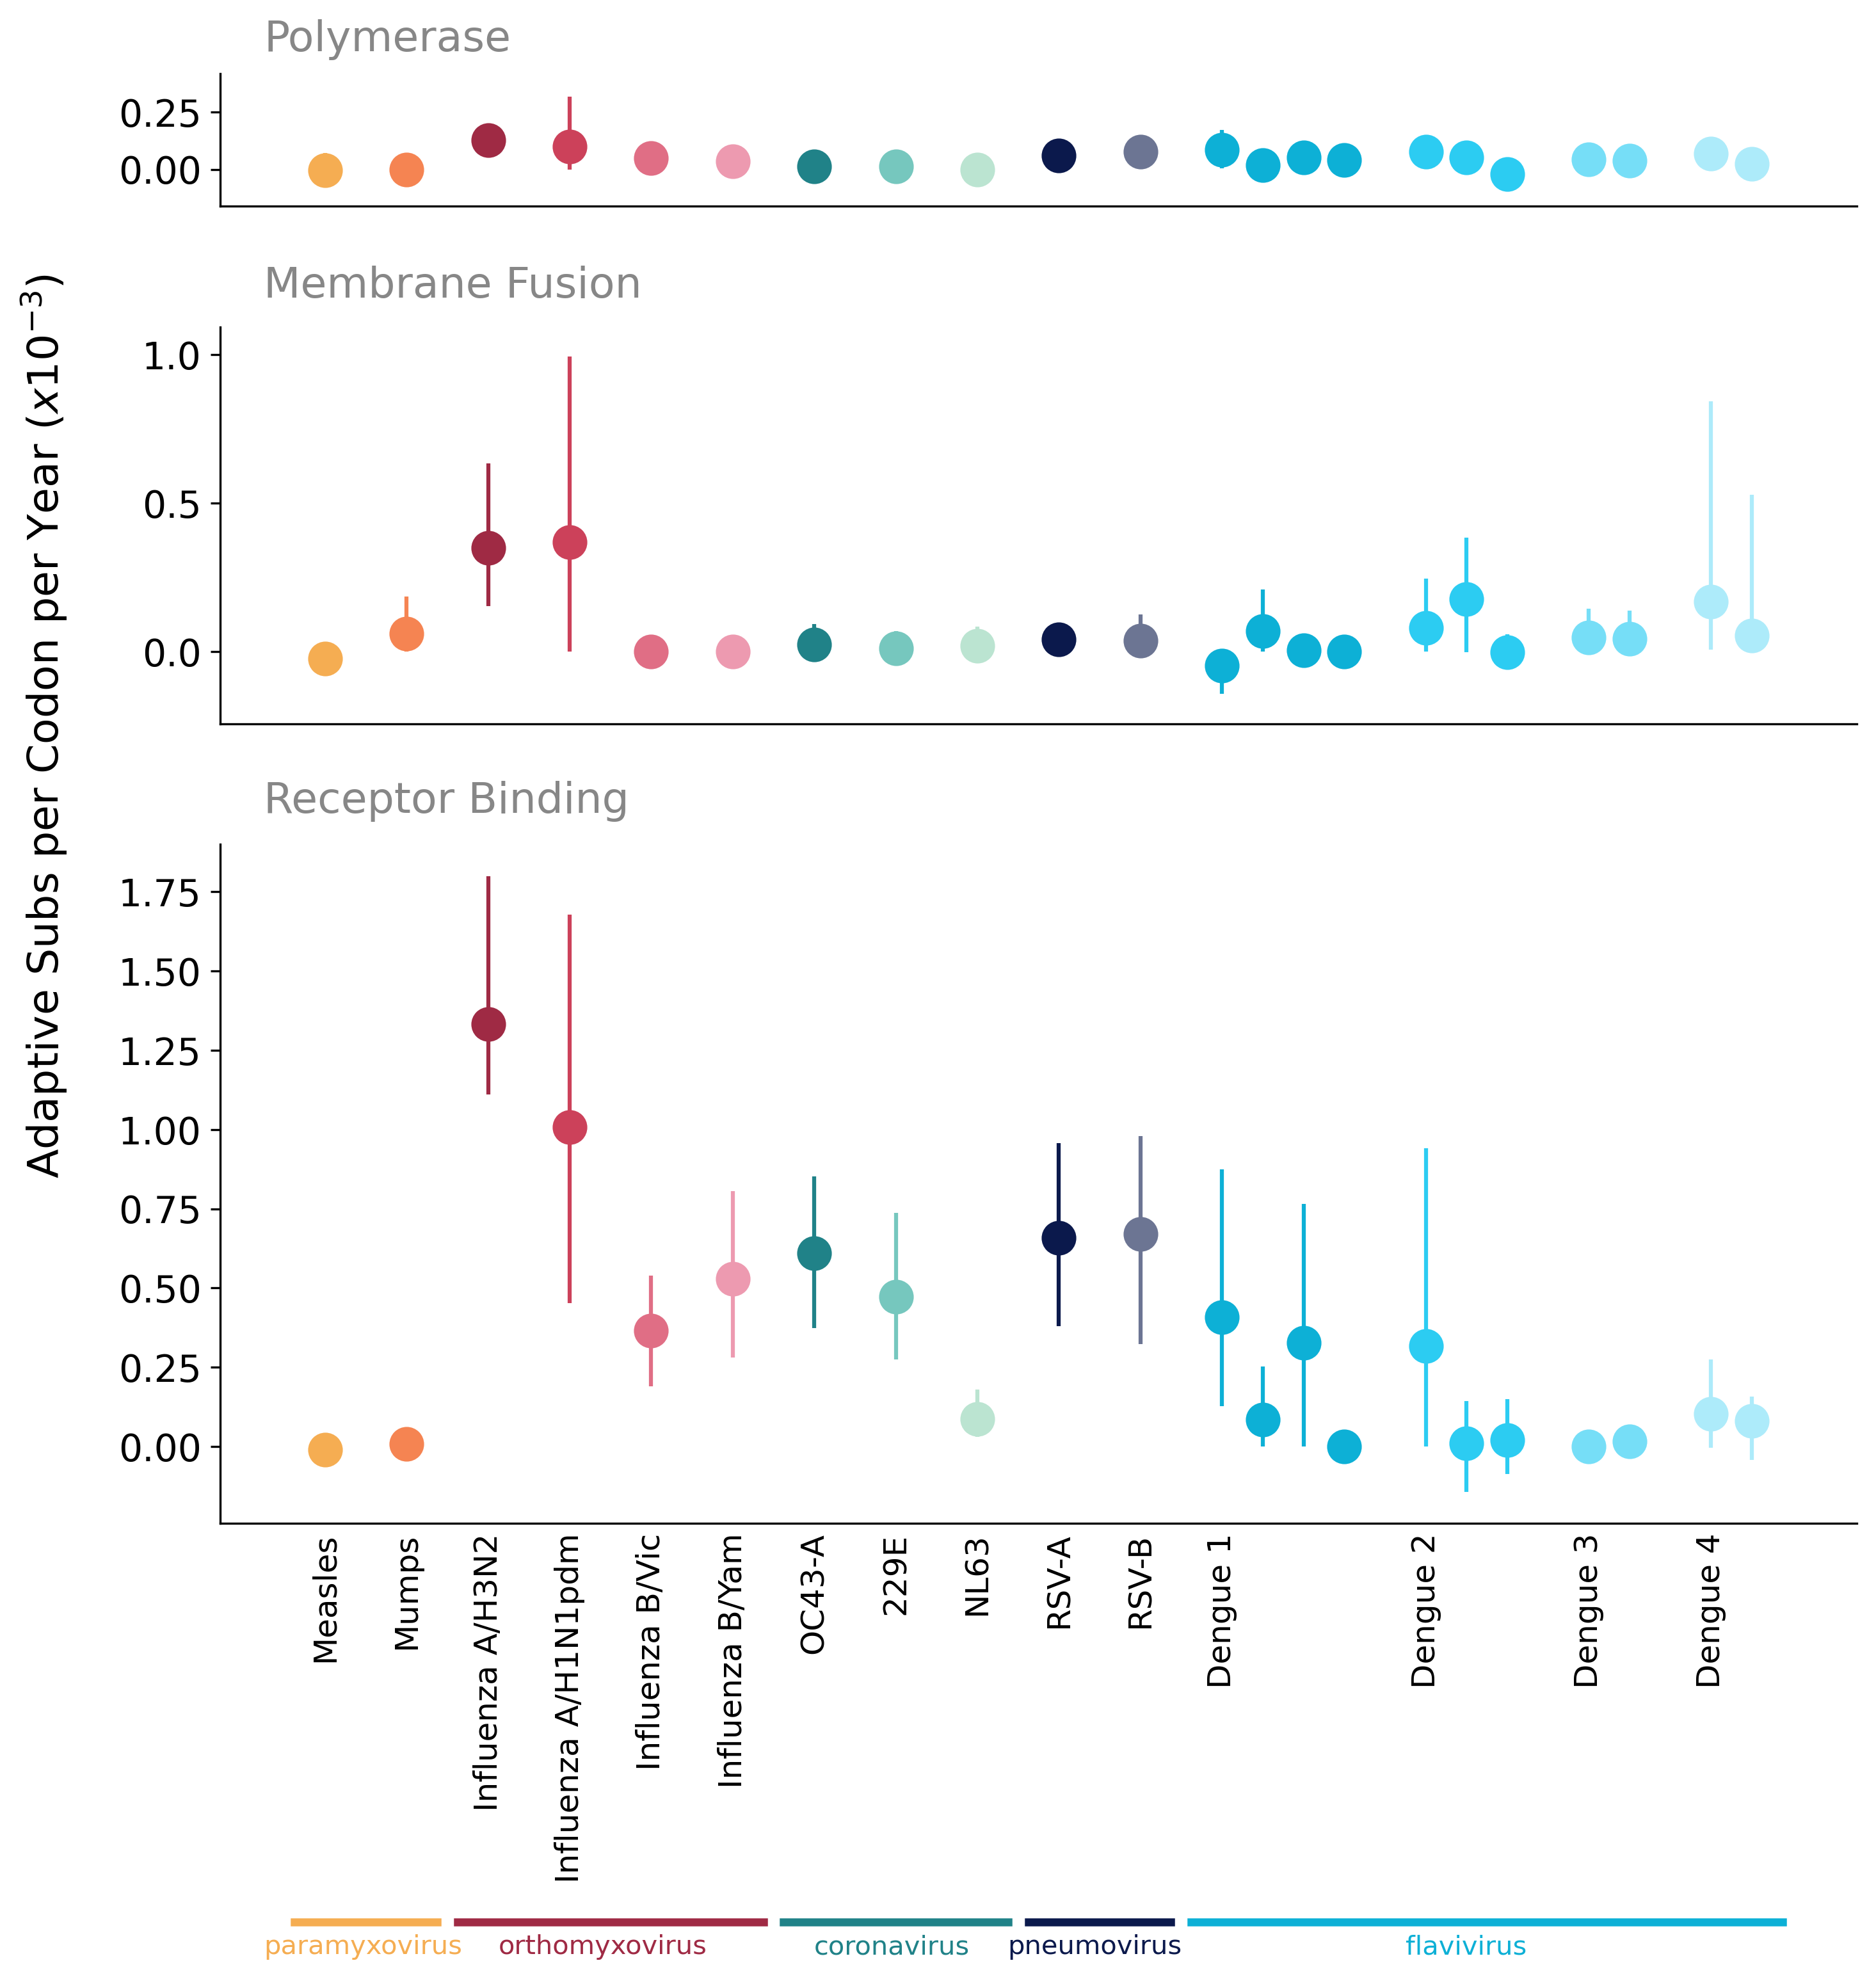 Polymerase
0.25
0.00
Membrane Fusion
1.0
0.5
0.0
Adaptive Subs per Codon per Year (x10⁻³)
Receptor Binding
1.75
1.50
1.25
1.00
0.75
0.50
0.25
0.00
Measles
Mumps
Influenza A/H3N2
Influenza A/H1N1pdm
Influenza B/Vic
Influenza B/Yam
OC43-A
229E
NL63
RSV-A
RSV-B
Dengue 1
Dengue 2
Dengue 3
Dengue 4
paramyxovirus
orthomyxovirus
coronavirus
pneumovirus
flavivirus